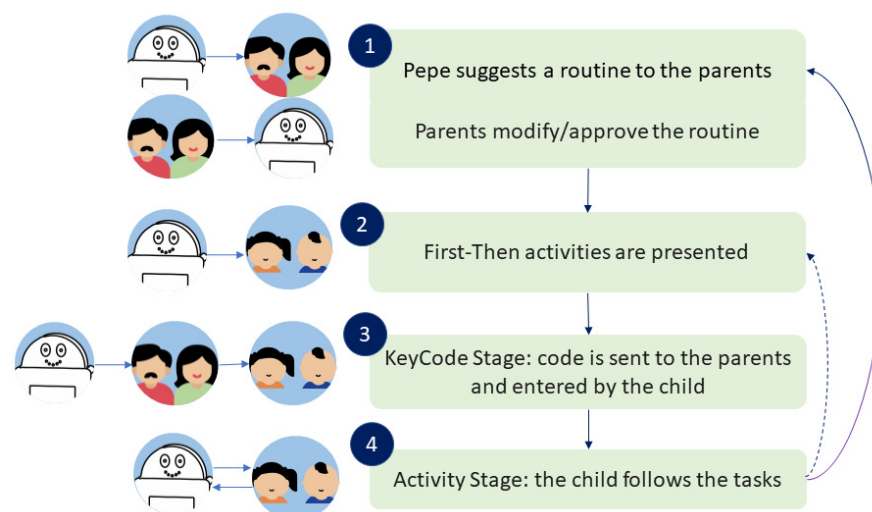 1
Pepe suggests a routine to the parents
Parents modify/approve the routine
2
First-Then activities are presented
3
KeyCode Stage: code is sent to the parents
and entered by the child
4
Activity Stage: the child follows the tasks